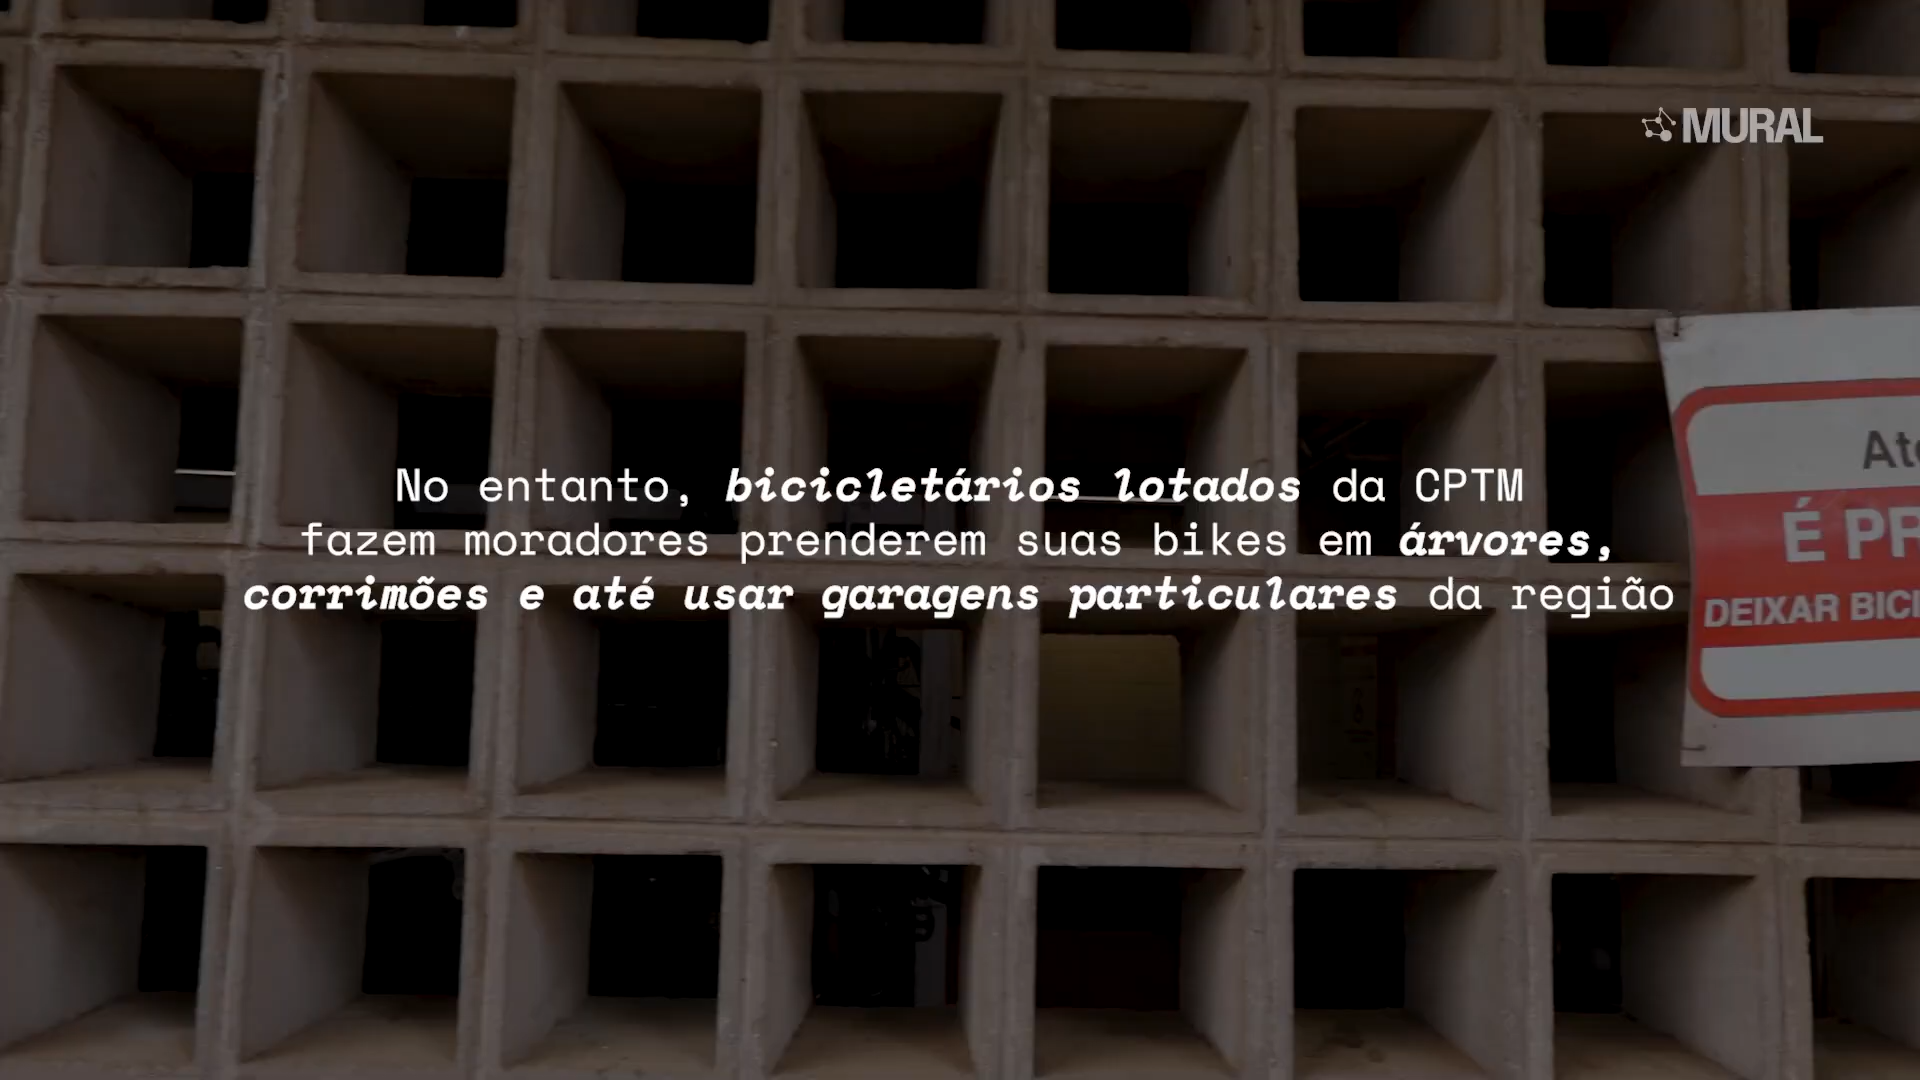 MURAL
No entanto, bicicletários lotados da CPTM
fazem moradores prenderem suas bikes em árvores,
corrimões e até usar garagens particulares da região
É PR
DEIXAR BICI